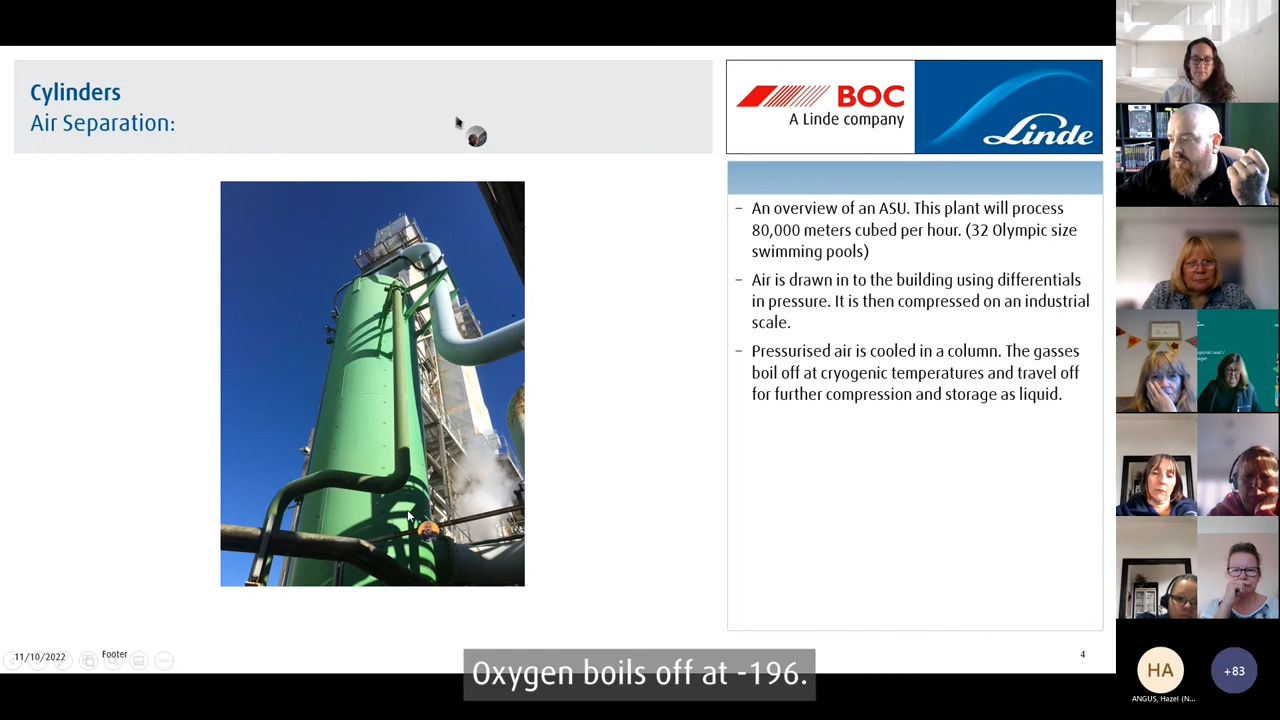 Cylinders
Air Separation:
BOC
A Linde company
Linde
– An overview of an ASU. This plant will process
80,000 meters cubed per hour. (32 Olympic size
swimming pools)
– Air is drawn in to the building using differentials
in pressure. It is then compressed on an industrial
scale.
– Pressurised air is cooled in a column. The gasses
boil off at cryogenic temperatures and travel off
for further compression and storage as liquid.
11/10/2022
Footer
4
Oxygen boils off at -196.
HA
ANGUS, Hazel (N...
+83